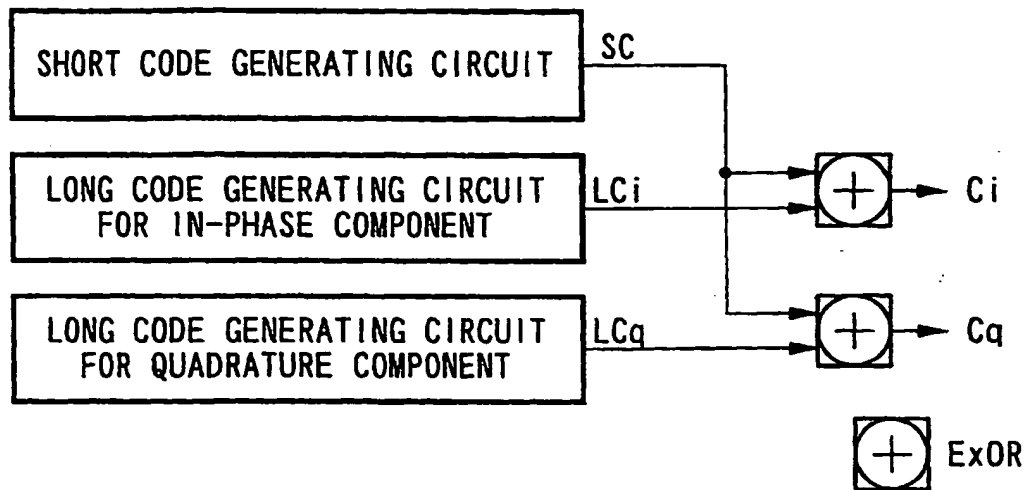 SHORT CODE GENERATING CIRCUIT
SC
LONG CODE GENERATING CIRCUIT
FOR IN-PHASE COMPONENT
LCi
Ci
LONG CODE GENERATING CIRCUIT
FOR QUADRATURE COMPONENT
LCq
Cq
ExOR